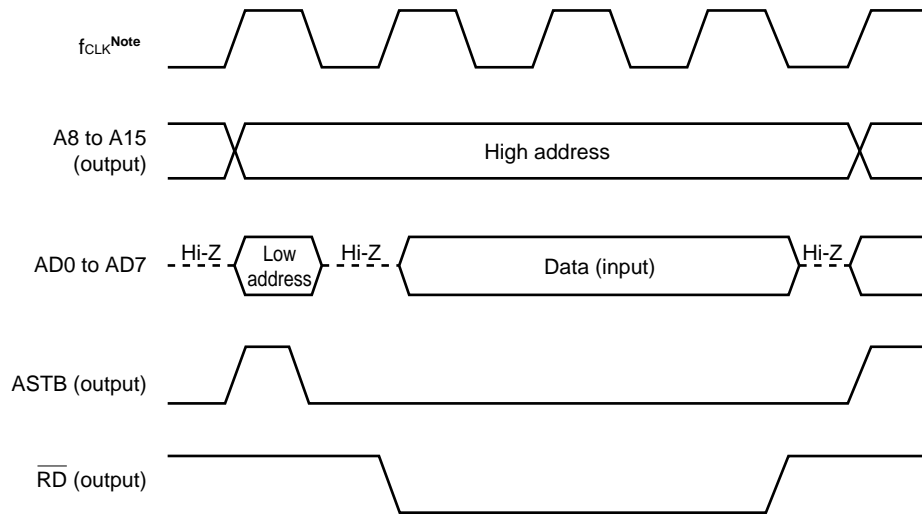 fCLKNote
A8 to A15
(output)
High address
AD0 to AD7
Hi-Z
Low
address
Hi-Z
Data (input)
Hi-Z
ASTB (output)
RD (output)